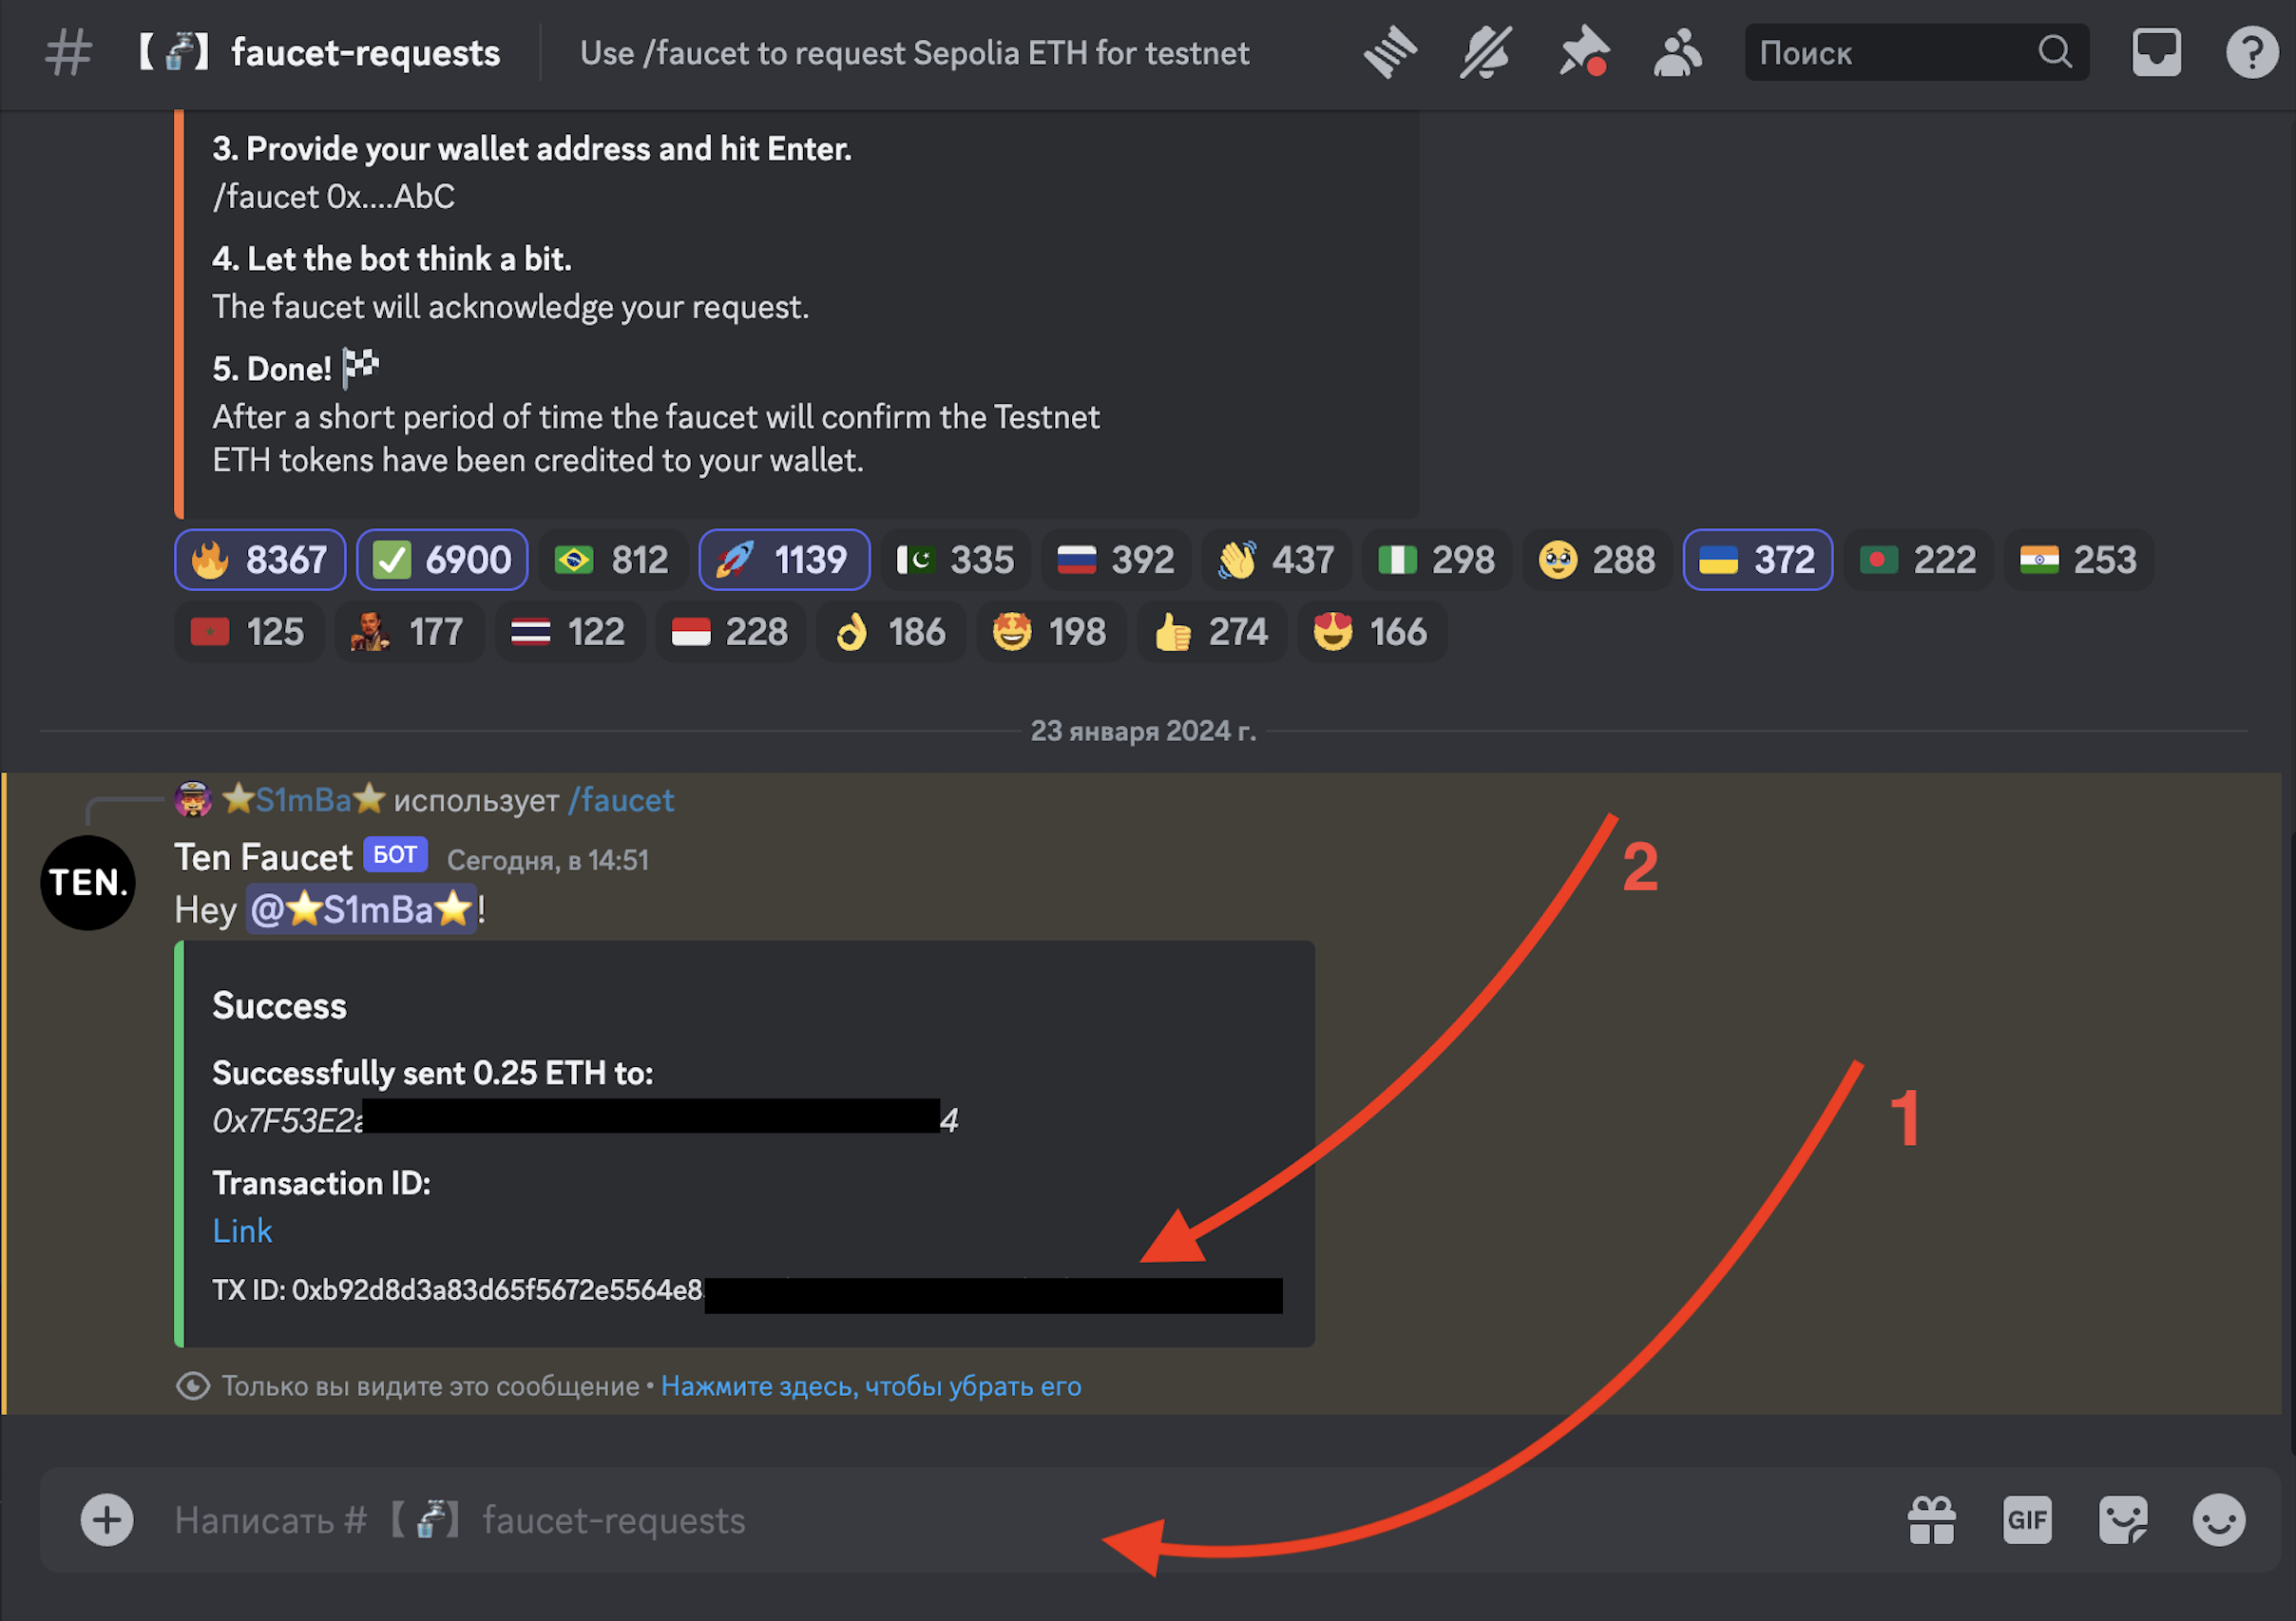 faucet-requests
Use /faucet to request Sepolia ETH for testnet
Поиск
3. Provide your wallet address and hit Enter.
/faucet 0x....AbC
4. Let the bot think a bit.
The faucet will acknowledge your request.
5. Done!
After a short period of time the faucet will confirm the Testnet
ETH tokens have been credited to your wallet.
8367 6900 812 1139 335 392 437 298 288 372 222 253
125 177 122 228 186 198 274 166
23 января 2024 г.
⭐S1mBa⭐ использует /faucet
Ten Faucet БОТ Сегодня, в 14:51
TEN.
Hey @⭐S1mBa⭐!
2
Success
Successfully sent 0.25 ETH to:
0x7F53E2a 4
1
Transaction ID:
Link
TX ID: 0xb92d8d3a83d65f5672e5564e8
Только вы видите это сообщение • Нажмите здесь, чтобы убрать его
Написать # 【🚰】 faucet-requests
GIF